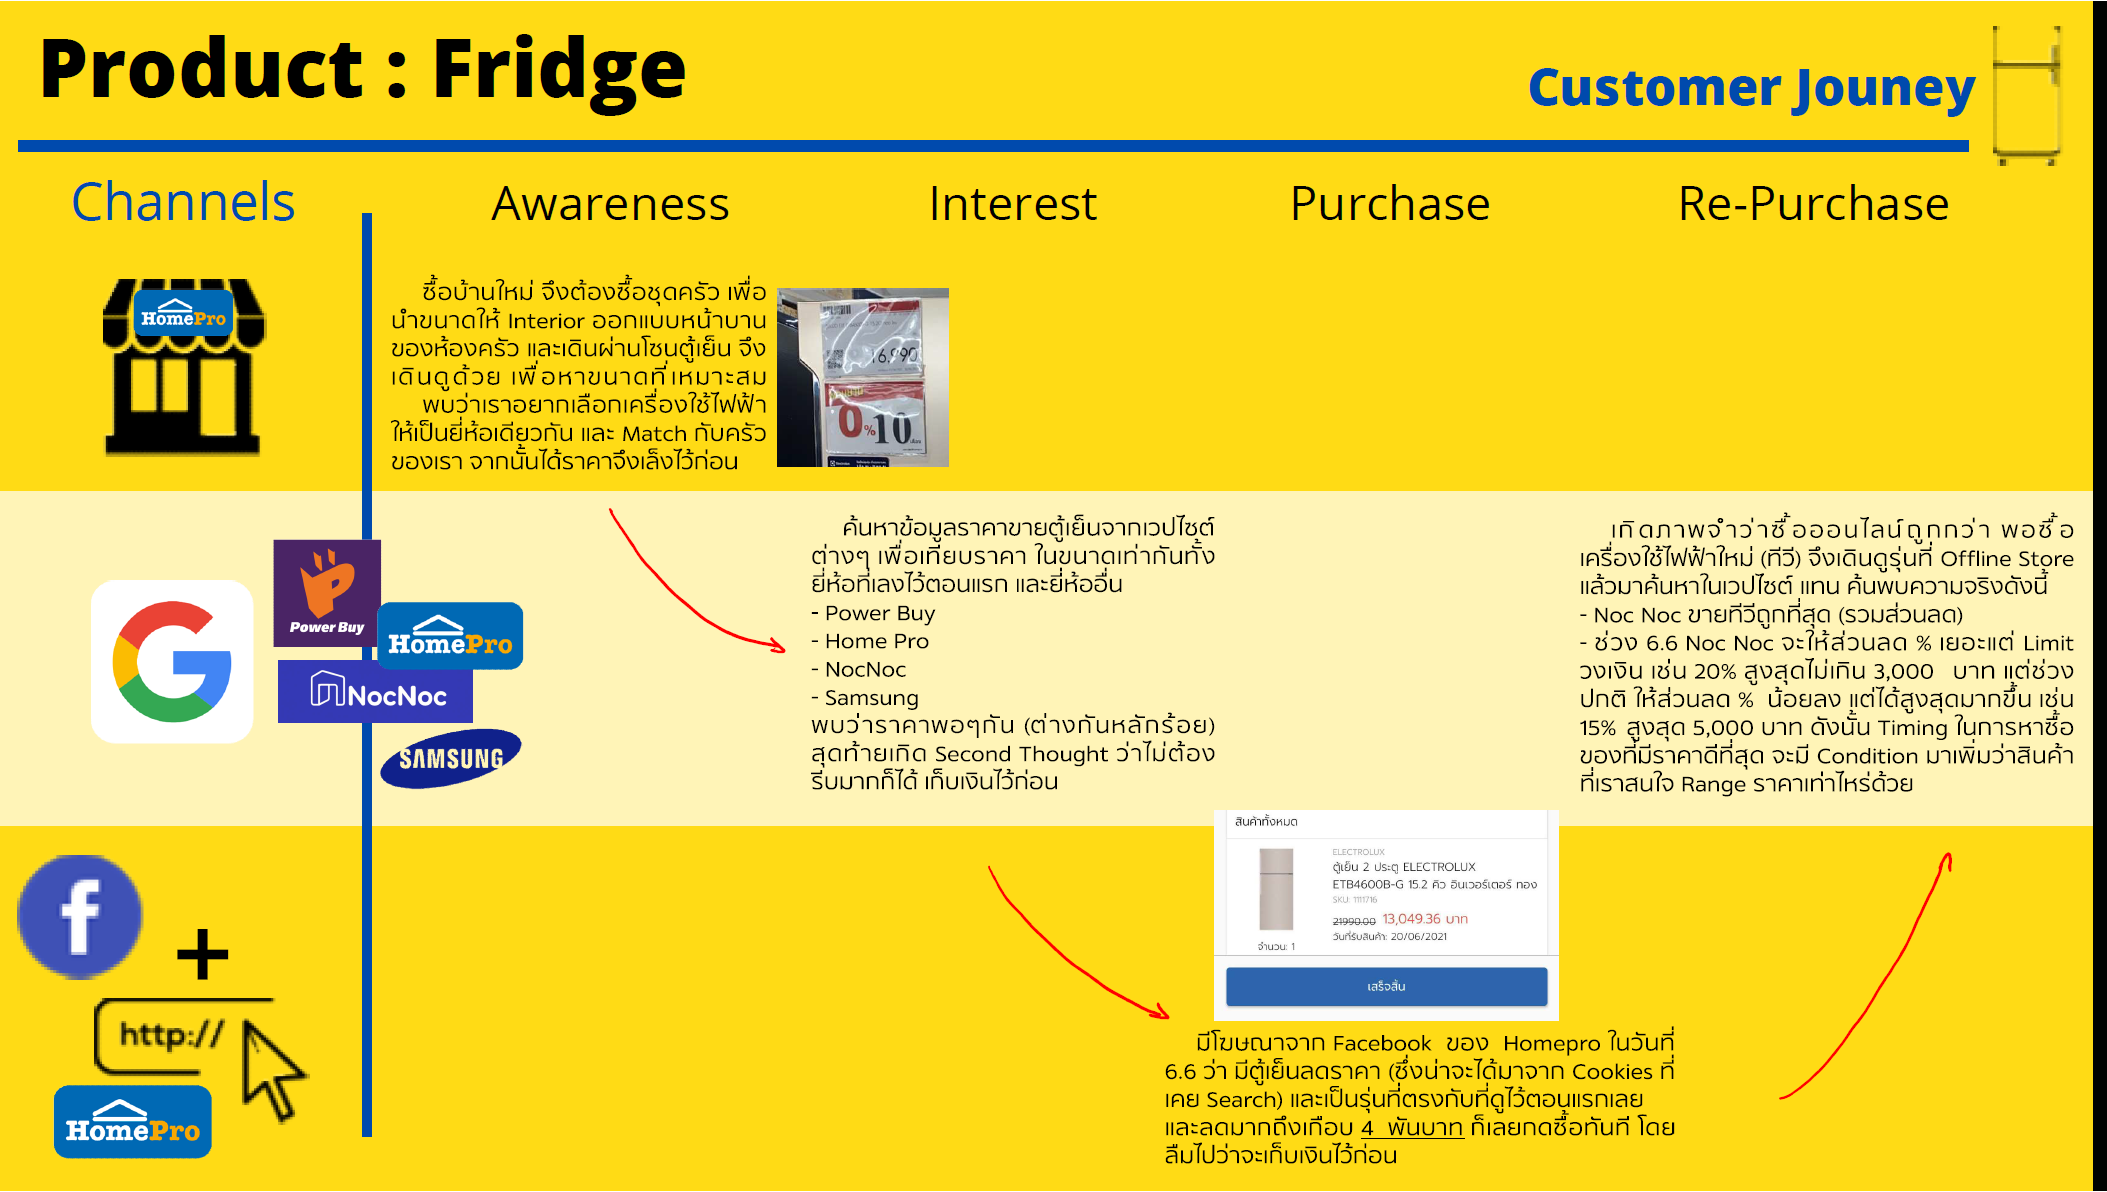 Product : Fridge
Customer Jouney
Channels
Awareness
Interest
Purchase
Re-Purchase
HomePro
ซื้อบ้านใหม่ จึงต้องซื้อชุดครัว เพื่อ
นำขนาดให้ Interior ออกแบบหน้าบาน
ของห้องครัว และเดินผ่านโซนตู้เย็น จึง
เดินดูด้วย เพื่อหาขนาดที่เหมาะสม
พบว่าเราอยากเลือกเครื่องใช้ไฟฟ้า
ให้เป็นยี่ห้อเดียวกัน และ Match กับครัว
ของเรา จากนั้นได้ราคาจึงเล็งไว้ก่อน
16,990
0%10
Power Buy
HomePro
NocNoc
SAMSUNG
ค้นหาข้อมูลราคาขายตู้เย็นจากเวปไซต์
ต่างๆ เพื่อเทียบราคา ในขนาดเท่ากันทั้ง
ยี่ห้อที่เลงไว้ตอนแรก และยี่ห้ออื่น
- Power Buy
- Home Pro
- NocNoc
- Samsung
พบว่าราคาพอๆกัน (ต่างกันหลักร้อย)
สุดท้ายเกิด Second Thought ว่าไม่ต้อง
รีบมากก็ได้ เก็บเงินไว้ก่อน
เกิดภาพจำว่าซื้อออนไลน์ถูกกว่า พอซื้อ
เครื่องใช้ไฟฟ้าใหม่ (ทีวี) จึงเดินดูรุ่นที่ Offline Store
แล้วมาค้นหาในเวปไซต์ แทน ค้นพบความจริงดังนี้
- Noc Noc ขายทีวีถูกที่สุด (รวมส่วนลด)
- ช่วง 6.6 Noc Noc จะให้ส่วนลด % เยอะแต่ Limit
วงเงิน เช่น 20% สูงสุดไม่เกิน 3,000 บาท แต่ช่วง
ปกติ ให้ส่วนลด % น้อยลง แต่ได้สูงสุดมากขึ้น เช่น
15% สูงสุด 5,000 บาท ดังนั้น Timing ในการหาซื้อ
ของที่มีราคาดีที่สุด จะมี Condition มาเพิ่มว่าสินค้า
ที่เราสนใจ Range ราคาเท่าไหร่ด้วย
สินค้าทั้งหมด
ELECTROLUX
ตู้เย็น 2 ประตู ELECTROLUX
ETB4600B-G 15.2 คิว อินเวอร์เตอร์ ทอง
SKU: 1111716
21990.00 13,049.36 บาท
วันที่รับสินค้า: 20/06/2021
จำนวน: 1
เสร็จสิ้น
f
+
http://
HomePro
มีโฆษณาจาก Facebook ของ Homepro ในวันที่
6.6 ว่า มีตู้เย็นลดราคา (ซึ่งน่าจะได้มาจาก Cookies ที่
เคย Search) และเป็นรุ่นที่ตรงกับที่ดูไว้ตอนแรกเลย
และลดมากถึงเกือบ 4 พันบาท ก็เลยกดซื้อทันที โดย
ลืมไปว่าจะเก็บเงินไว้ก่อน